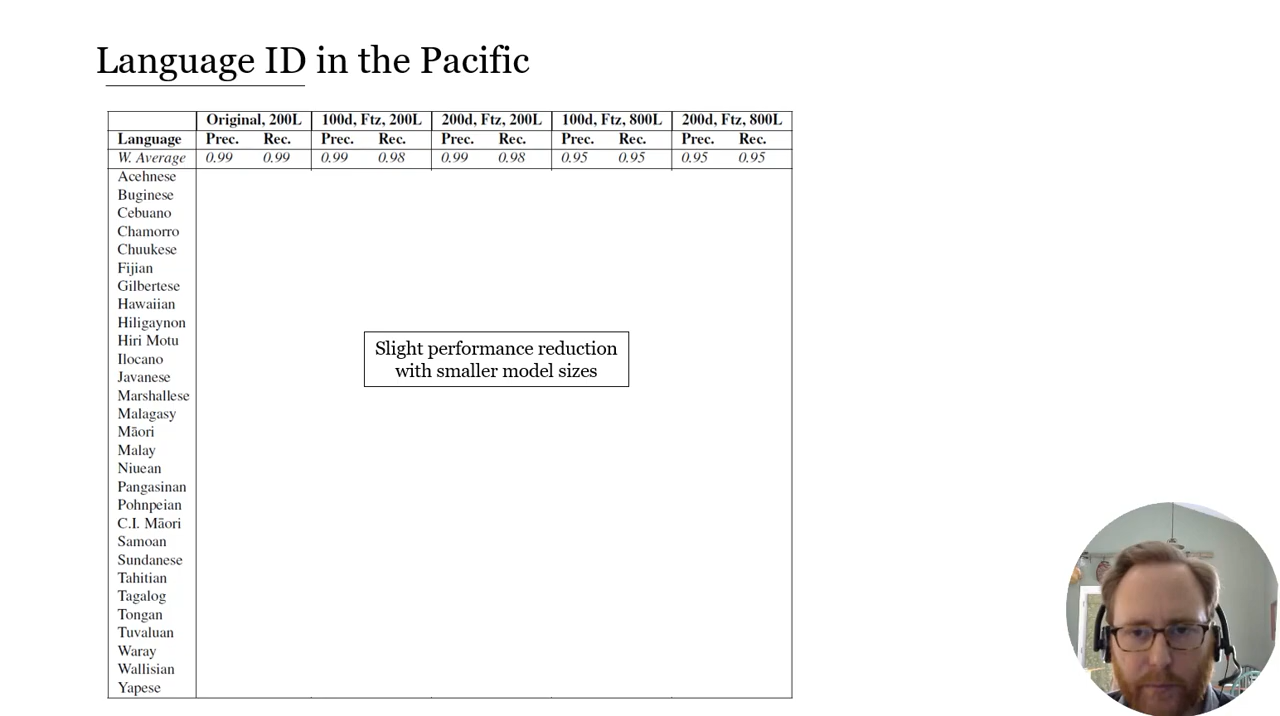 Language ID in the Pacific
Original, 200L 100d, Ftz, 200L 200d, Ftz, 200L 100d, Ftz, 800L 200d, Ftz, 800L
Language Prec. Rec. Prec. Rec. Prec. Rec. Prec. Rec. Prec. Rec.
W. Average 0.99 0.99 0.99 0.98 0.99 0.98 0.95 0.95 0.95 0.95
Acehnese
Buginese
Cebuano
Chamorro
Chuukese
Fijian
Gilbertese
Hawaiian
Hiligaynon
Hiri Motu
Slight performance reduction
Ilocano
with smaller model sizes
Javanese
Marshallese
Malagasy
Māori
Malay
Niuean
Pangasinan
Pohnpeian
C.I. Māori
Samoan
Sundanese
Tahitian
Tagalog
Tongan
Tuvaluan
Waray
Wallisian
Yapese